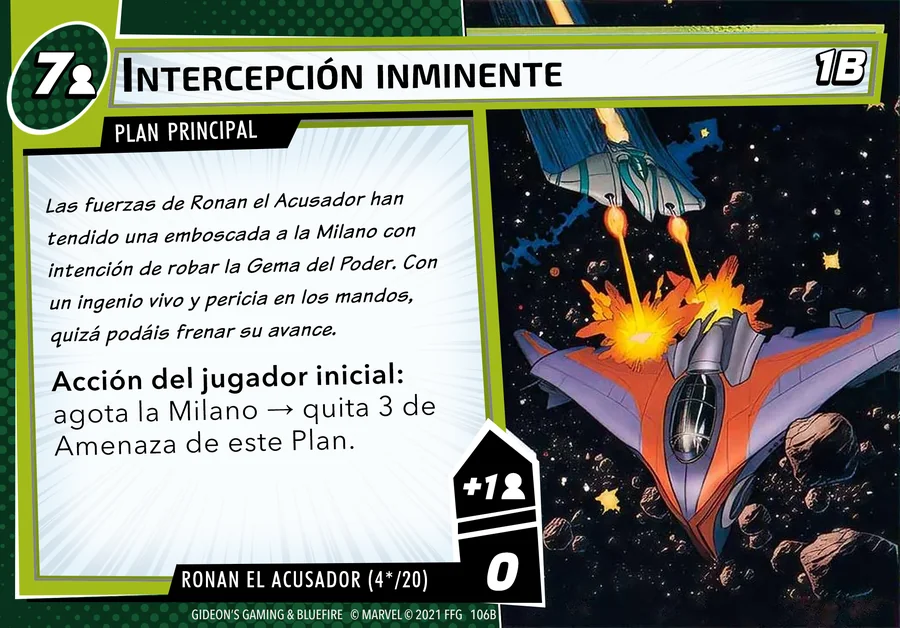 7
INTERCEPCIÓN INMINENTE
1B
PLAN PRINCIPAL
Las fuerzas de Ronan el Acusador han
tendido una emboscada a la Milano con
intención de robar la Gema del Poder. Con
un ingenio vivo y pericia en los mandos,
quizá podáis frenar su avance.
Acción del jugador inicial:
agota la Milano → quita 3 de
Amenaza de este Plan.
+1
0
RONAN EL ACUSADOR (4*/20)
GIDEON'S GAMING & BLUEFIRE © MARVEL © 2021 FFG 106B